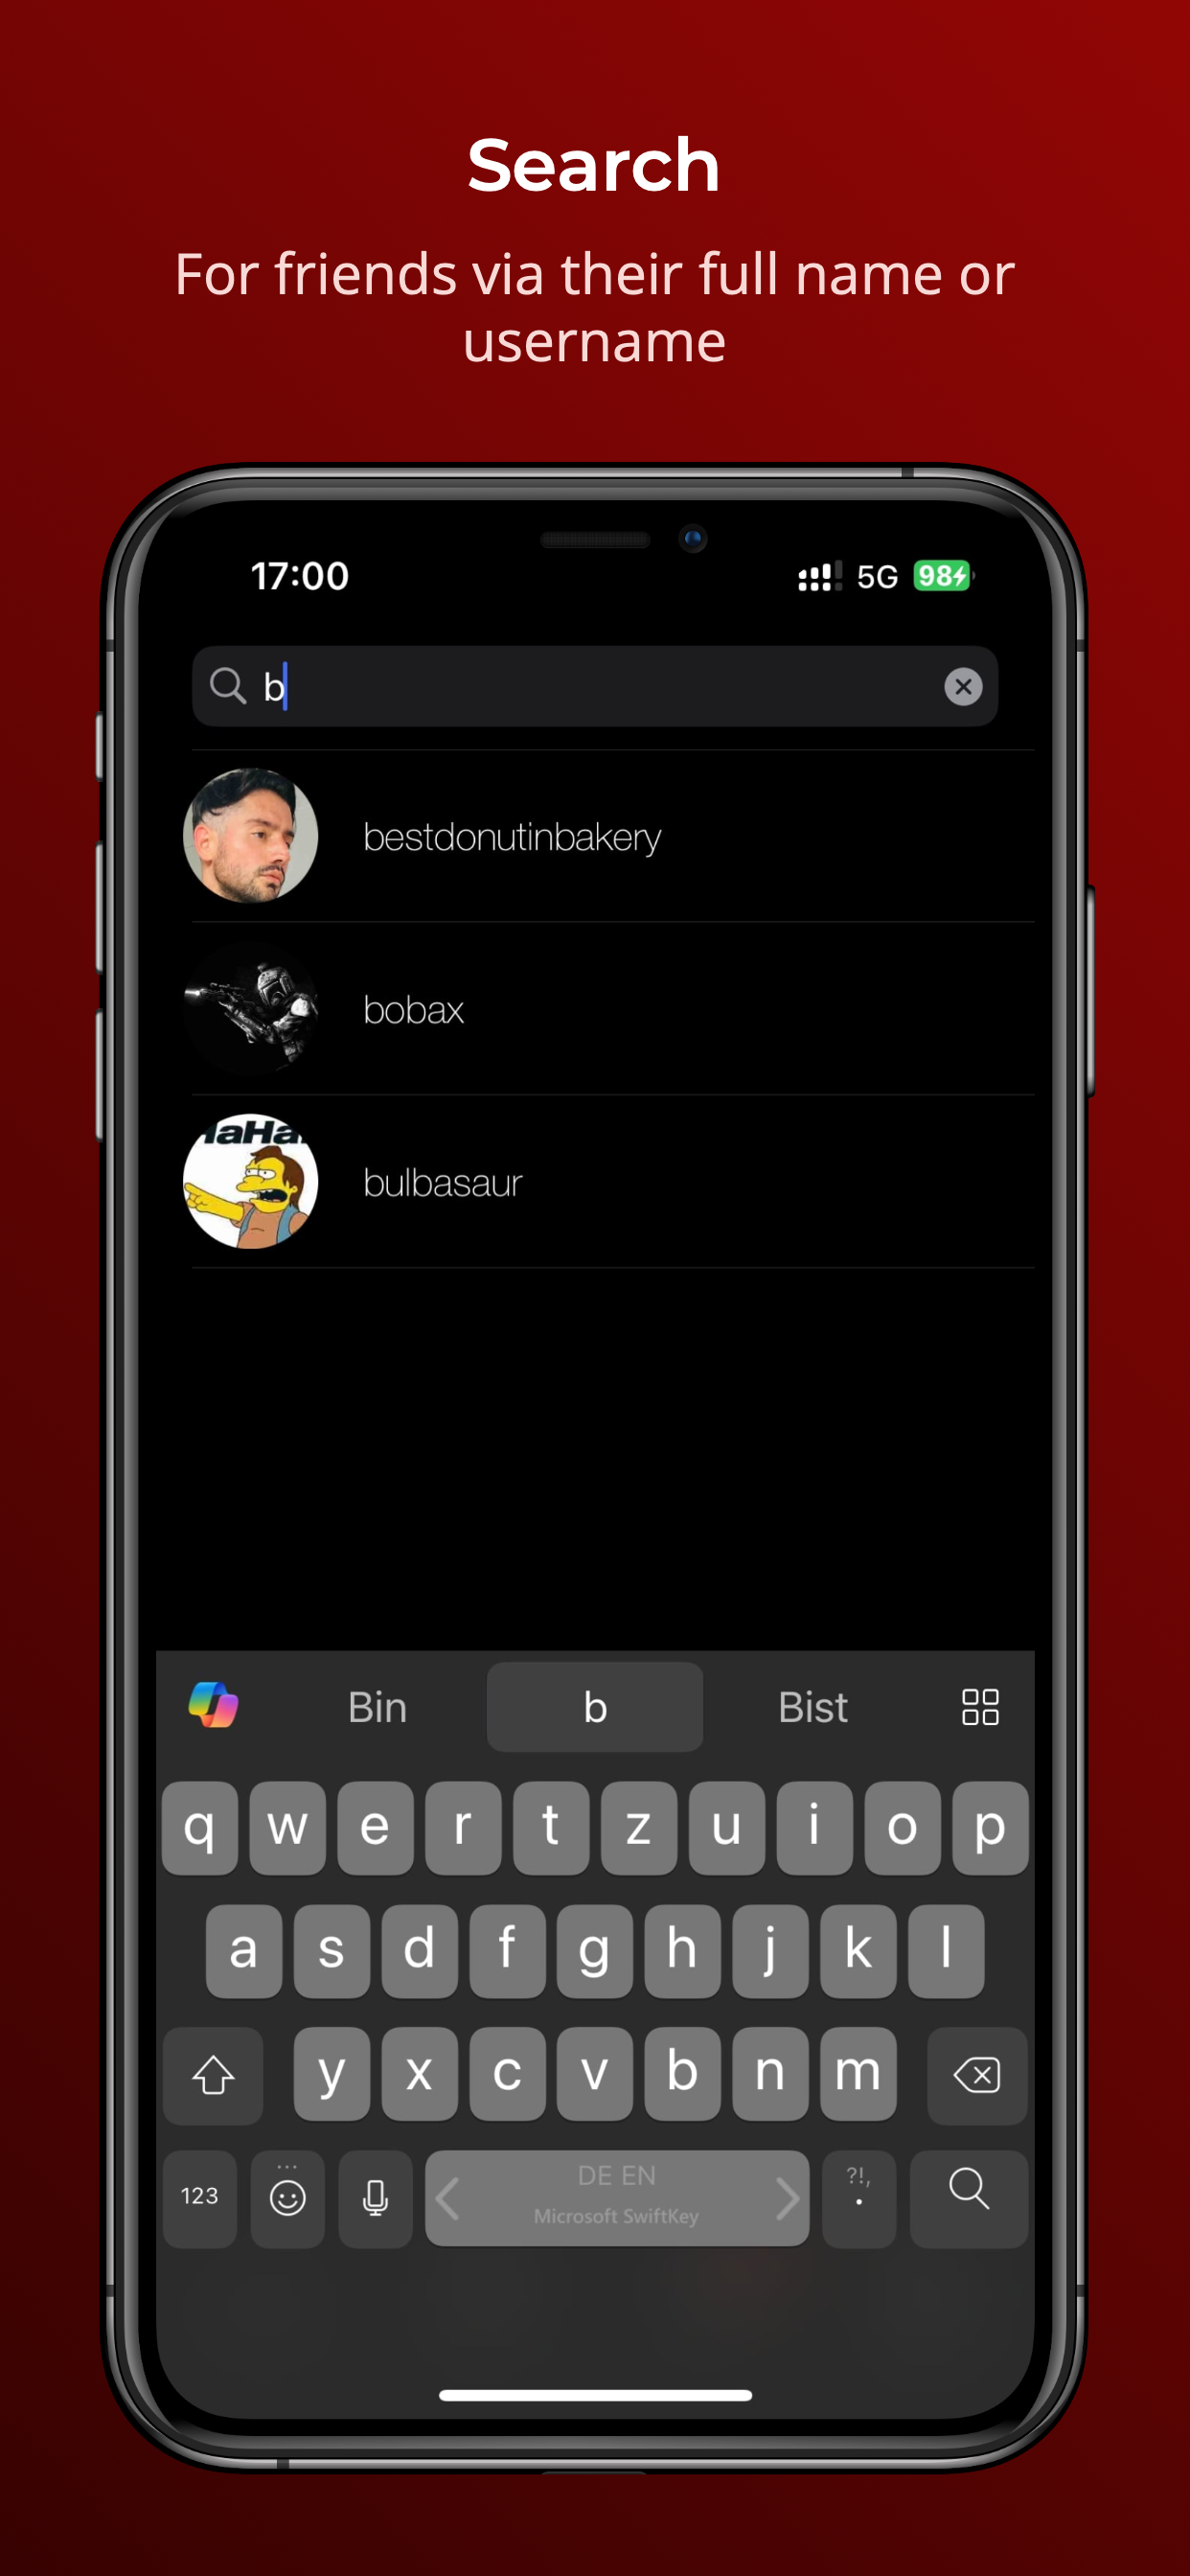 Search
For friends via their full name or
username
17:00
5G 98
b
bestdonutinbakery
bobax
HaHa
bulbasaur
Bin b Bist
q w e r t z u i o p
a s d f g h j k l
y x c v b n m
123
DE EN
Microsoft SwiftKey
?!,
.